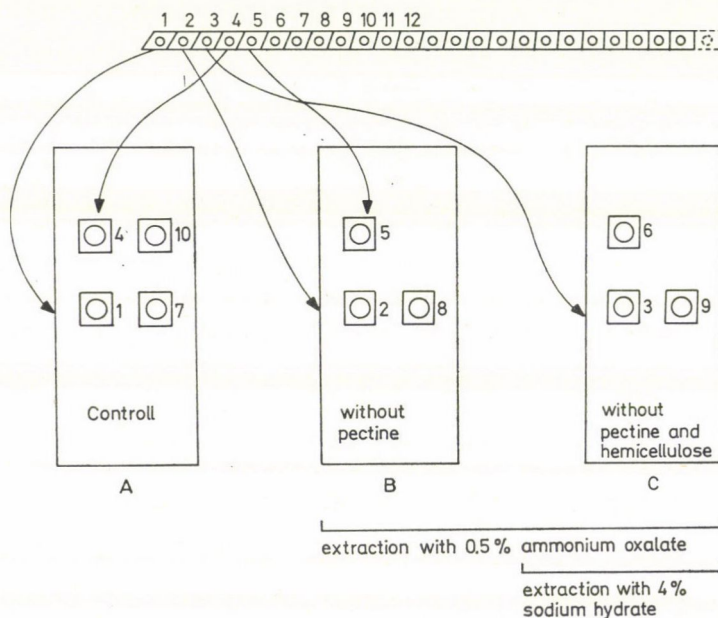 1 2 3 4 5 6 7 8 9 10 11 12
4 10 5 6
1 7 2 8 3 9
Controll
without
pectine
without
pectine and
hemicellulose
A B C
extraction with 0.5% ammonium oxalate
extraction with 4%
sodium hydrate